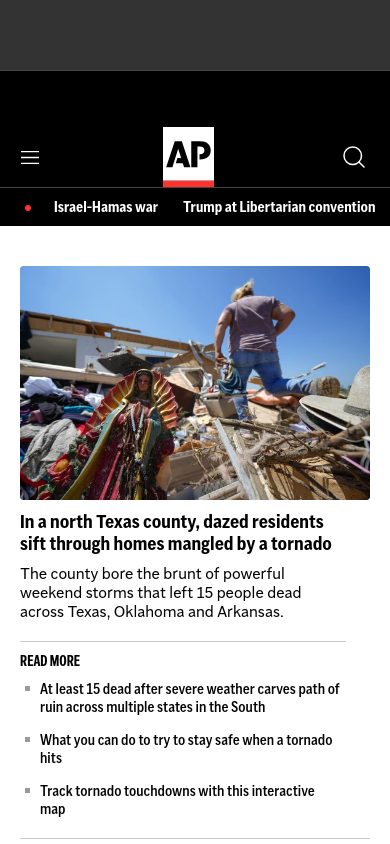 AP
Israel-Hamas war Trump at Libertarian convention
In a north Texas county, dazed residents
sift through homes mangled by a tornado
The county bore the brunt of powerful
weekend storms that left 15 people dead
across Texas, Oklahoma and Arkansas.
READ MORE
At least 15 dead after severe weather carves path of
ruin across multiple states in the South
What you can do to try to stay safe when a tornado
hits
Track tornado touchdowns with this interactive
map